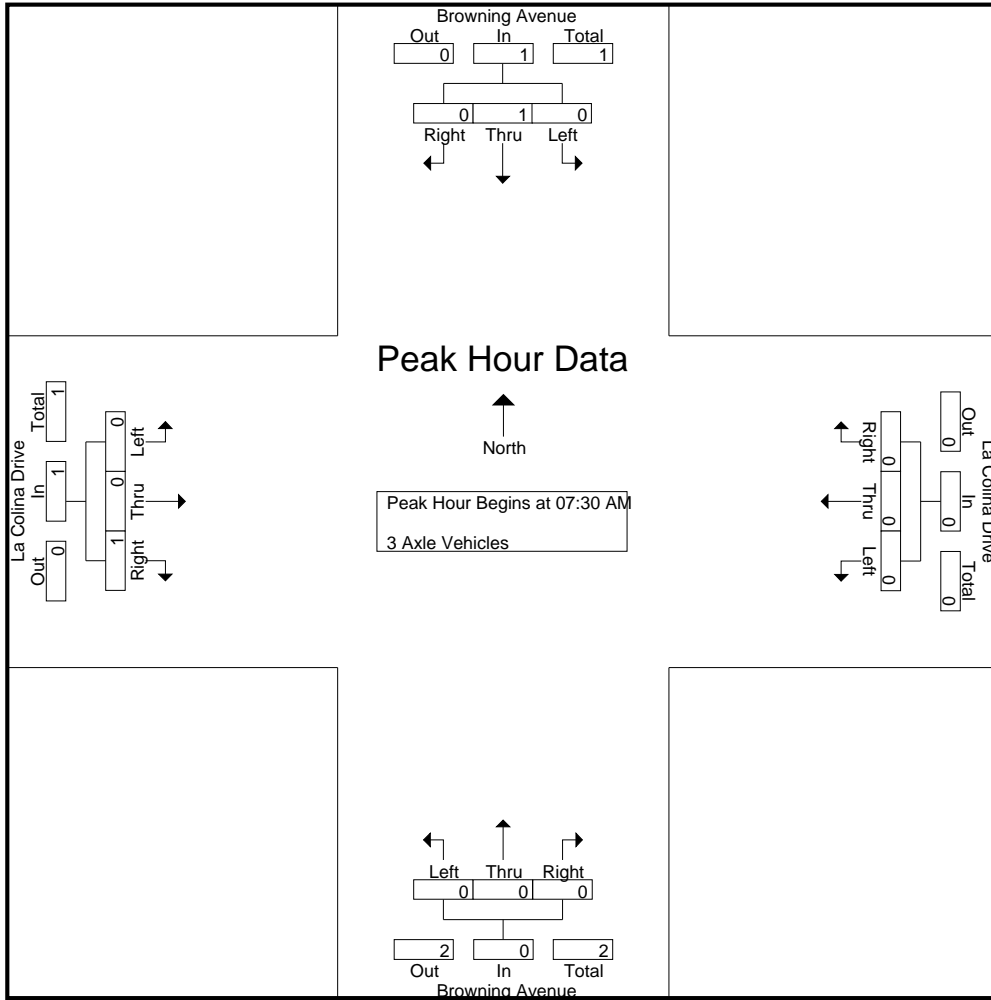 Browning Avenue
Out In Total
0 1 1
0 1 0
Right Thru Left
Peak Hour Data
North
Peak Hour Begins at 07:30 AM
3 Axle Vehicles
La Colina Drive
Out In Total
0 1 1
Left Thru Right
0 0 1
La Colina Drive
Out In Total
0 0 0
Right Thru Left
0 0 0
Left Thru Right
0 0 0
2 0 2
Out In Total
Browning Avenue